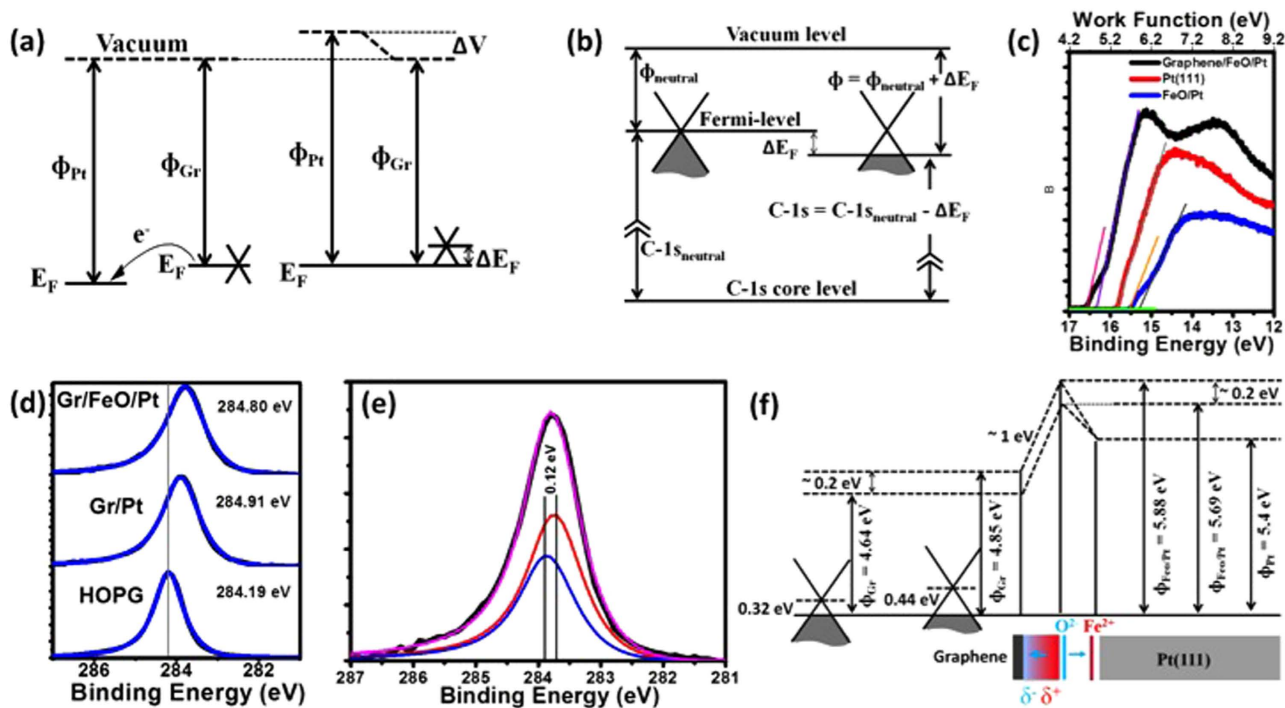 (a)
Vacuum
ΔV
ϕPt
ϕGr
ϕPt
ϕGr
e-
EF
EF
EF
ΔEF
(b)
Vacuum level
ϕneutral
ϕ = ϕneutral + ΔEF
Fermi-level
ΔEF
C-1s = C-1sneutral - ΔEF
C-1sneutral
C-1s core level
(c)
Work Function (eV)
4.2 5.2 6.2 7.2 8.2 9.2
Graphene/FeO/Pt
Pt(111)
FeO/Pt
B
17 16 15 14 13 12
Binding Energy (eV)
(d)
Gr/FeO/Pt
284.80 eV
Gr/Pt
284.91 eV
HOPG
284.19 eV
286 284 282
Binding Energy (eV)
(e)
0.12 eV
287 286 285 284 283 282 281
Binding Energy (eV)
(f)
~ 0.2 eV
~ 1 eV
~ 0.2 eV
ϕGr = 4.64 eV
ϕGr = 4.85 eV
ϕFeo/Pt = 5.88 eV
ϕFeo/Pt = 5.69 eV
ϕPt = 5.4 eV
0.32 eV
0.44 eV
O2- Fe2+
Graphene
Pt(111)
δ- δ+